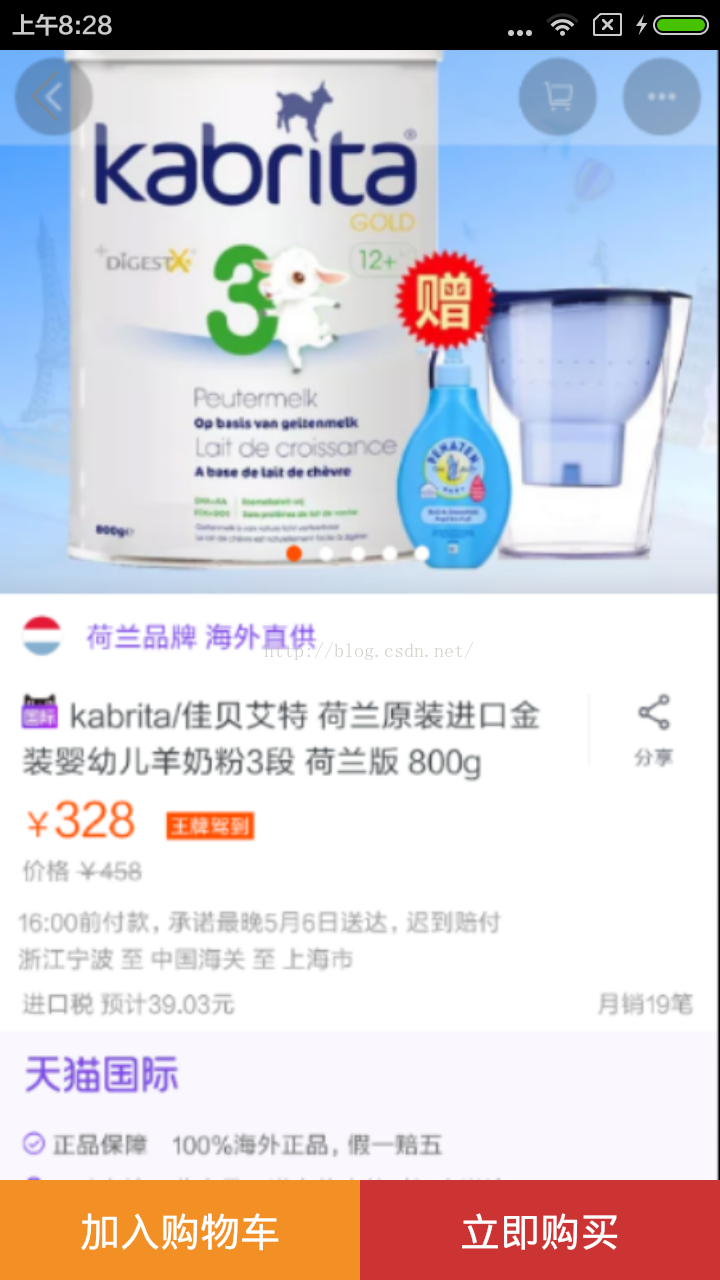 上午8:28
kabrita
GOLD
DIGESTX
12+
3
赠
Peutermelk
Op basis van geitenmelk
Lait de croissance
A base de lait de chèvre
PENATEN
800g e
荷兰品牌 海外直供
http://blog.csdn.net/
国际 kabrita/佳贝艾特 荷兰原装进口金
装婴幼儿羊奶粉3段 荷兰版 800g
分享
¥328 王牌驾到
价格 ¥458
16:00前付款，承诺最晚5月6日送达，迟到赔付
浙江宁波 至 中国海关 至 上海市
进口税 预计39.03元 月销19笔
天猫国际
正品保障 100%海外正品，假一赔五
加入购物车 立即购买